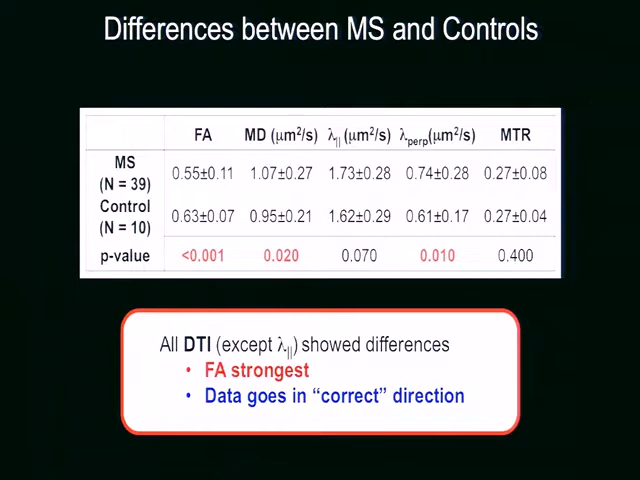 Differences between MS and Controls
FA MD (μm²/s) λ|| (μm²/s) λperp(μm²/s) MTR
MS
(N = 39) 0.55±0.11 1.07±0.27 1.73±0.28 0.74±0.28 0.27±0.08
Control
(N = 10) 0.63±0.07 0.95±0.21 1.62±0.29 0.61±0.17 0.27±0.04
p-value <0.001 0.020 0.070 0.010 0.400
All DTI (except λ||) showed differences
• FA strongest
• Data goes in “correct” direction